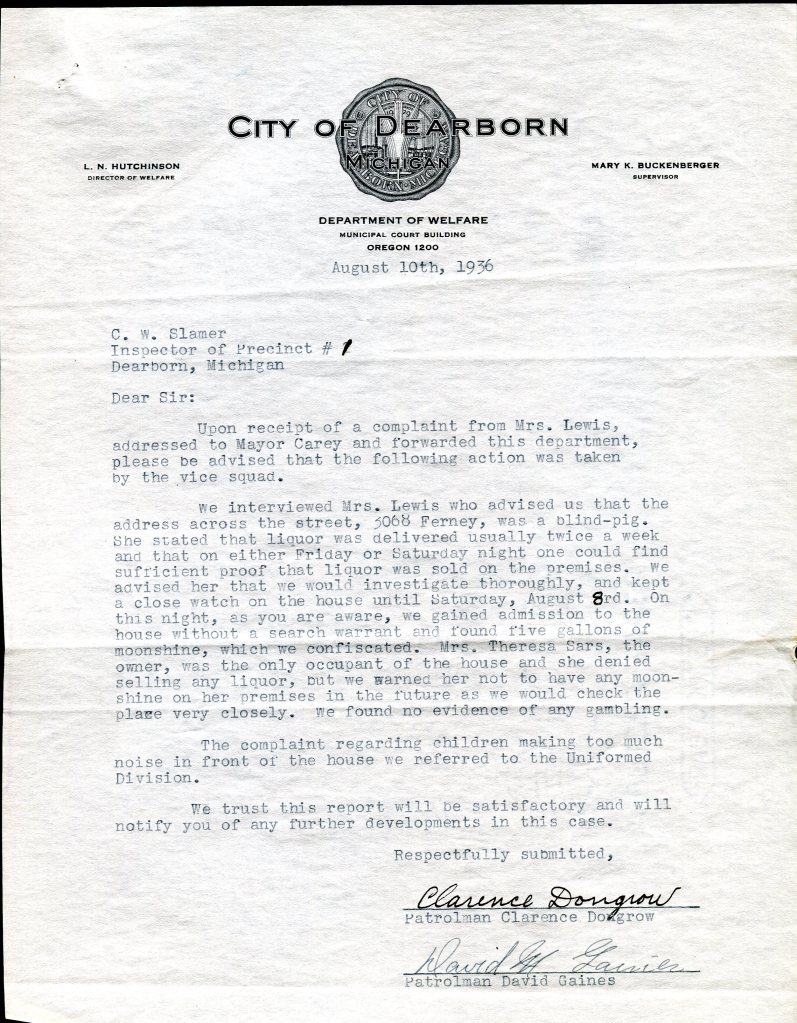 CITY OF DEARBORN
MICHIGAN
CITY OF
DEARBORN·MICHIGAN
L. N. HUTCHINSON
DIRECTOR OF WELFARE
MARY K. BUCKENBERGER
SUPERVISOR
DEPARTMENT OF WELFARE
MUNICIPAL COURT BUILDING
OREGON 1200
August 10th, 1936
C. W. Slamer
Inspector of Precinct # 1
Dearborn, Michigan
Dear Sir:
Upon receipt of a complaint from Mrs. Lewis,
addressed to Mayor Carey and forwarded this department,
please be advised that the following action was taken
by the vice squad.
We interviewed Mrs. Lewis who advised us that the
address across the street, 5068 Ferney, was a blind-pig.
She stated that liquor was delivered usually twice a week
and that on either Friday or Saturday night one could find
sufficient proof that liquor was sold on the premises. We
advised her that we would investigate thoroughly, and kept
a close watch on the house until Saturday, August 8rd. On
this night, as you are aware, we gained admission to the
house without a search warrant and found five gallons of
moonshine, which we confiscated. Mrs. Theresa Sars, the
owner, was the only occupant of the house and she denied
selling any liquor, but we warned her not to have any moon-
shine on her premises in the future as we would check the
place very closely. We found no evidence of any gambling.
The complaint regarding children making too much
noise in front of the house we referred to the Uniformed
Division.
We trust this report will be satisfactory and will
notify you of any further developments in this case.
Respectfully submitted,
Clarence Dongrow
Patrolman Clarence Dongrow
David M Gaines
Patrolman David Gaines